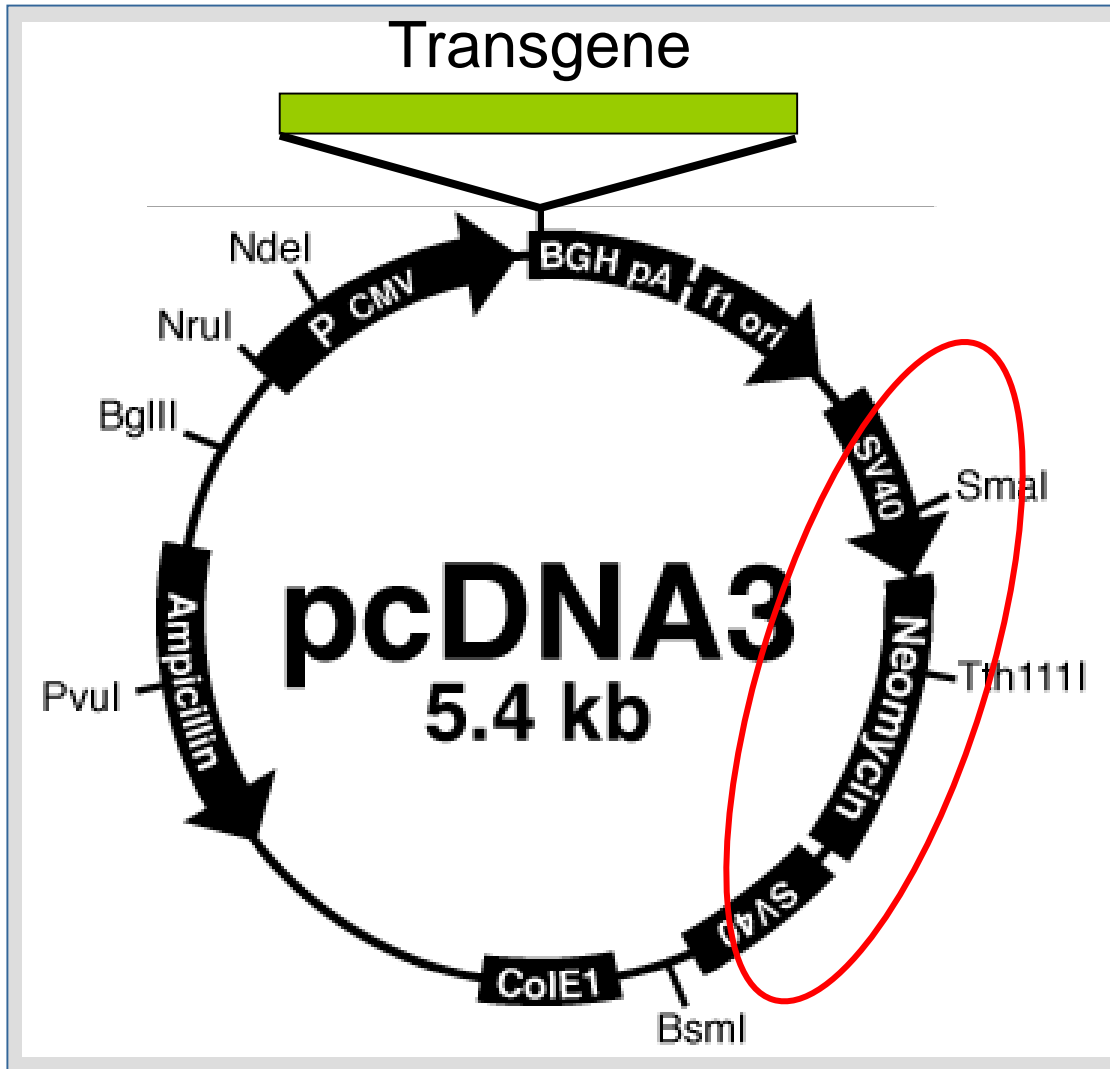 Transgene
NdeI
NruI
BglII
P CMV
BGH pA
f1 ori
SV40
SmaI
pcDNA3
5.4 kb
Neomycin
Tth111I
Ampicillin
PvuI
SV40
ColE1
BsmI